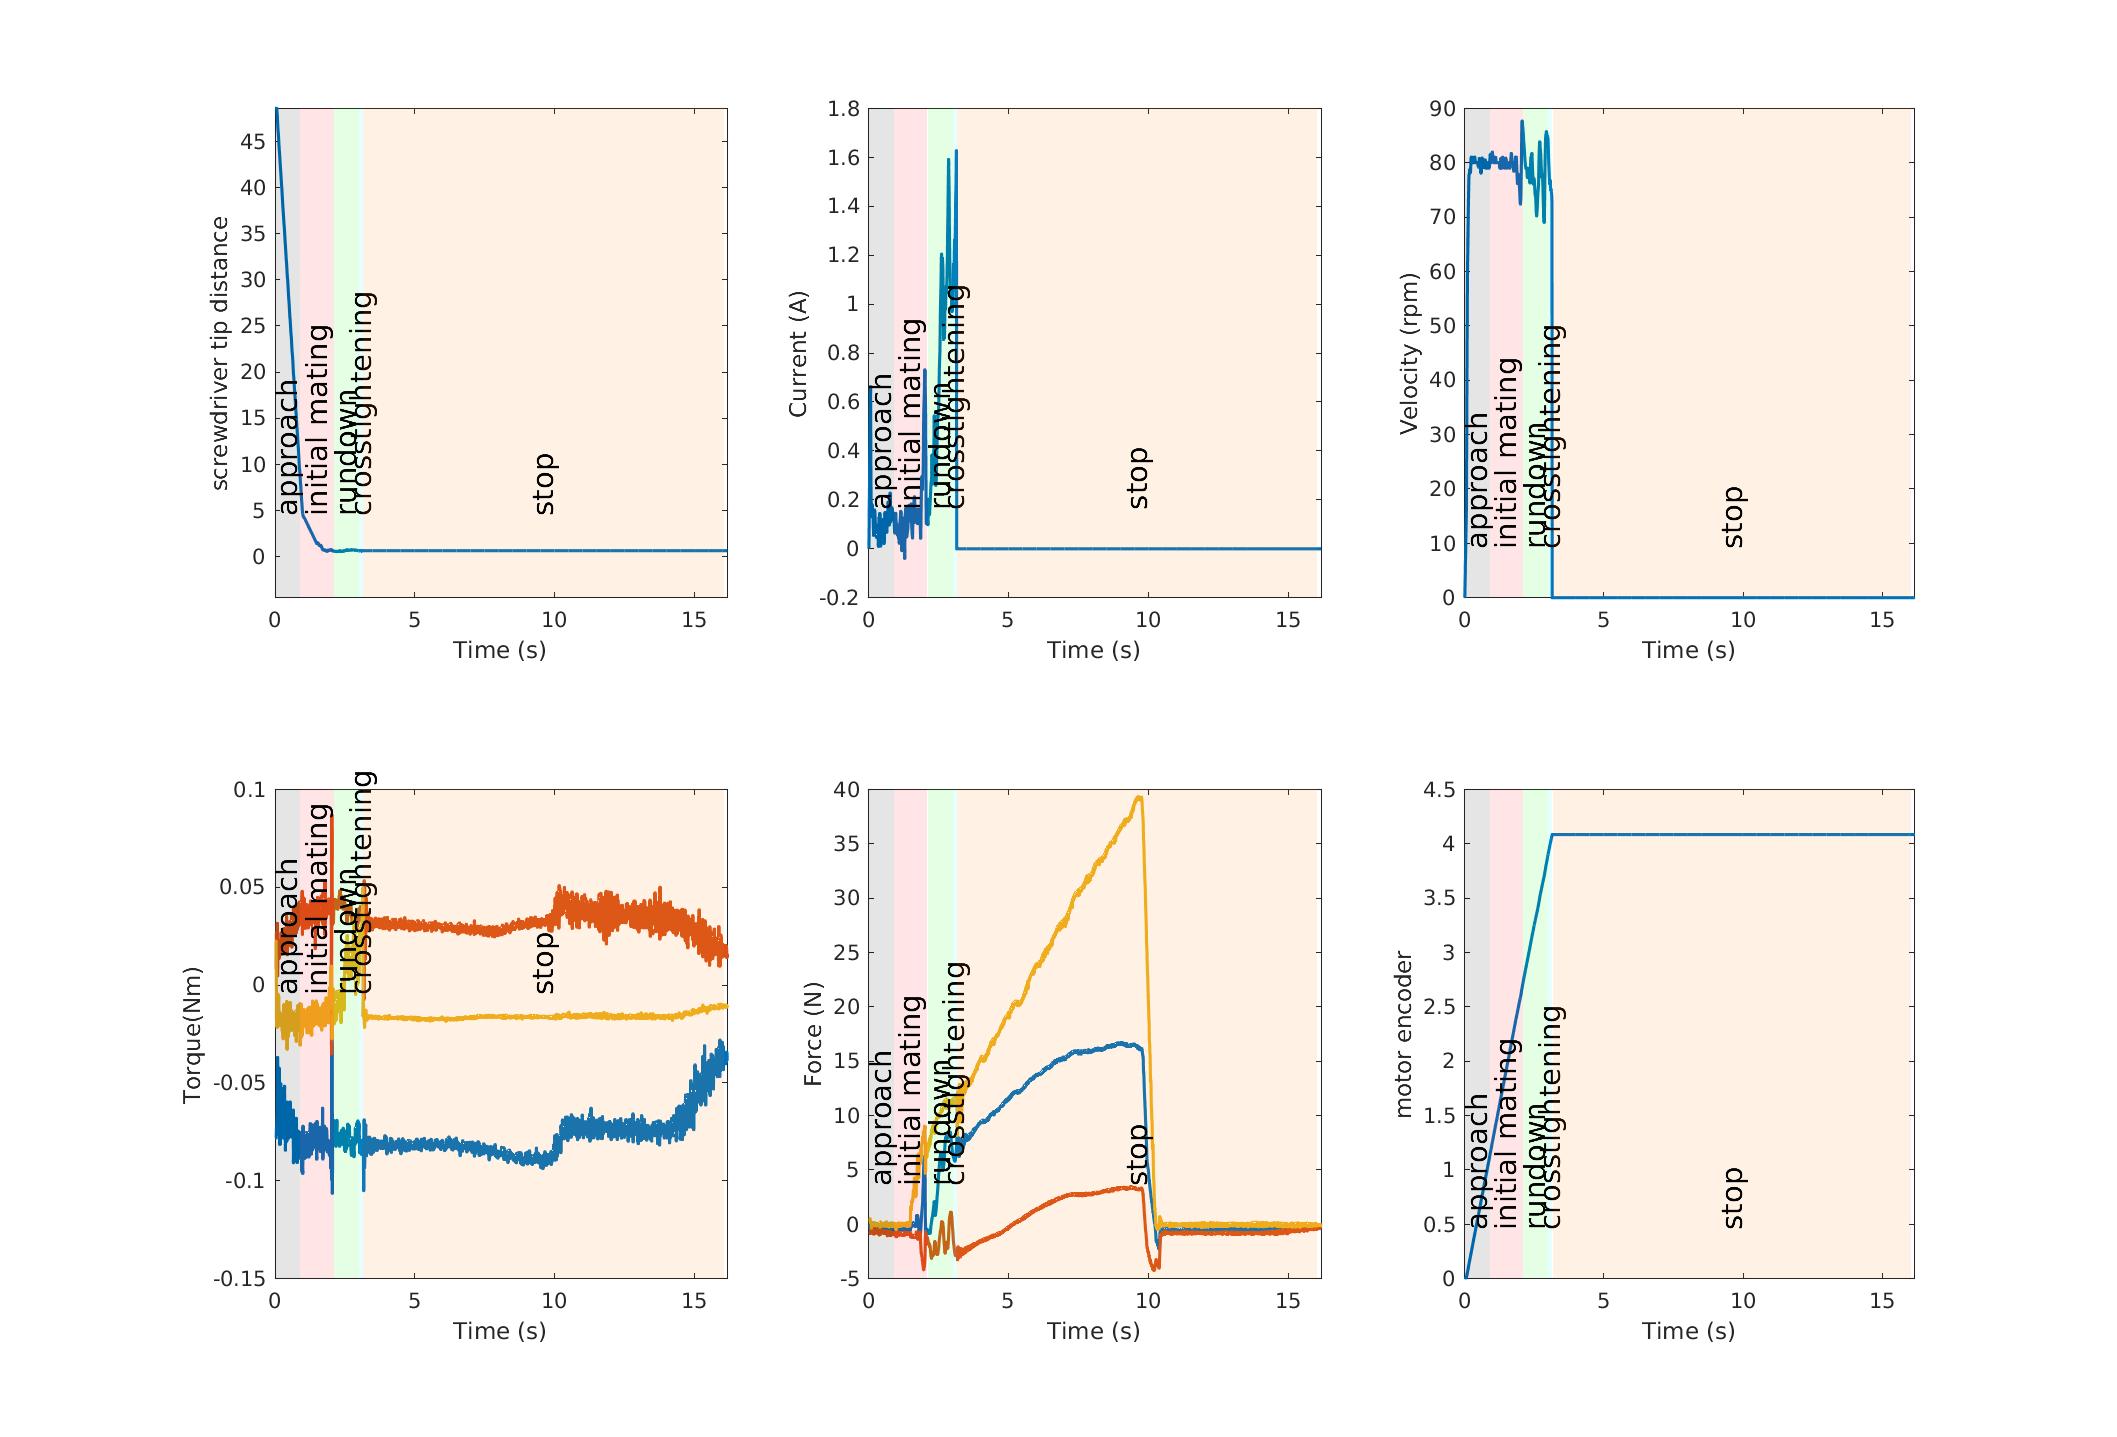 45
40
35
30
25
20
15
10
5
0
screwdriver tip distance
approach
initial mating
rundown
crosstightening
stop
0 5 10 15
Time (s)
1.8
1.6
1.4
1.2
1
0.8
0.6
0.4
0.2
0
-0.2
Current (A)
approach
initial mating
rundown
crosstightening
stop
0 5 10 15
Time (s)
90
80
70
60
50
40
30
20
10
0
Velocity (rpm)
approach
initial mating
rundown
crosstightening
stop
0 5 10 15
Time (s)
0.1
0.05
0
-0.05
-0.1
-0.15
Torque(Nm)
approach
initial mating
rundown
crosstightening
stop
0 5 10 15
Time (s)
40
35
30
25
20
15
10
5
0
-5
Force (N)
approach
initial mating
rundown
crosstightening
stop
0 5 10 15
Time (s)
4.5
4
3.5
3
2.5
2
1.5
1
0.5
0
motor encoder
approach
initial mating
rundown
crosstightening
stop
0 5 10 15
Time (s)